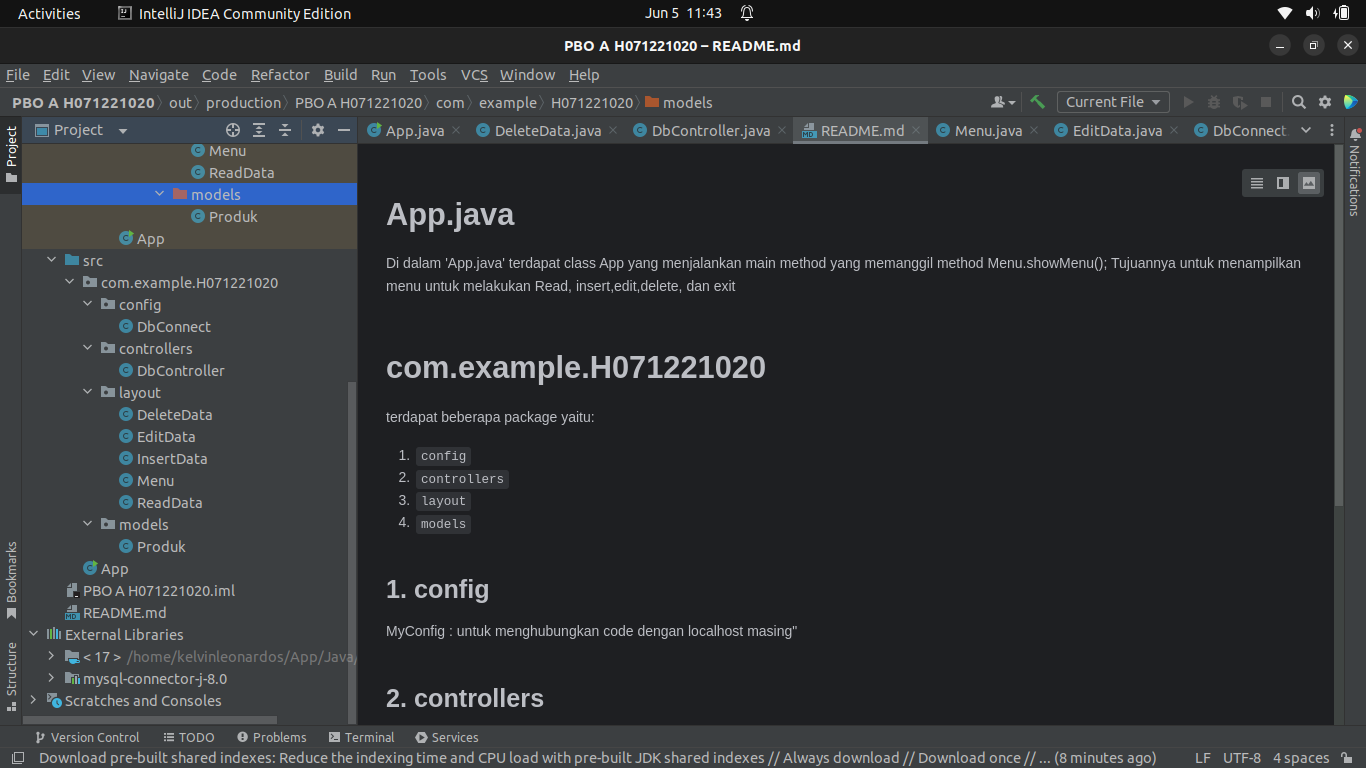 Activities IntelliJ IDEA Community Edition Jun 5 11:43
PBO A H071221020 – README.md
File Edit View Navigate Code Refactor Build Run Tools VCS Window Help
PBO A H071221020 out production PBO A H071221020 com example H071221020 models Current File
Project
Project
App.java DeleteData.java DbController.java README.md Menu.java EditData.java DbConnect
Notifications
Menu
ReadData
models
Produk
App
src
com.example.H071221020
config
DbConnect
controllers
DbController
layout
DeleteData
EditData
InsertData
Menu
ReadData
models
Produk
App
PBO A H071221020.iml
README.md
External Libraries
< 17 > /home/kelvinleonardos/App/Java/
mysql-connector-j-8.0
Scratches and Consoles
Bookmarks
Structure
App.java
Di dalam 'App.java' terdapat class App yang menjalankan main method yang memanggil method Menu.showMenu(); Tujuannya untuk menampilkan
menu untuk melakukan Read, insert,edit,delete, dan exit
com.example.H071221020
terdapat beberapa package yaitu:
1. config
2. controllers
3. layout
4. models
1. config
MyConfig : untuk menghubungkan code dengan localhost masing"
2. controllers
Version Control TODO Problems Terminal Services
Download pre-built shared indexes: Reduce the indexing time and CPU load with pre-built JDK shared indexes // Always download // Download once // ... (8 minutes ago) LF UTF-8 4 spaces